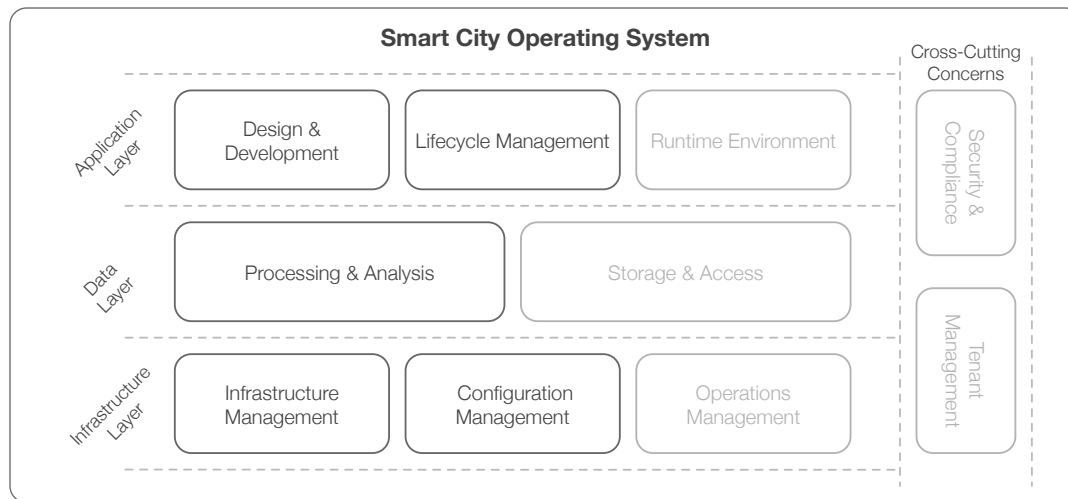 Smart City Operating System
Cross-Cutting
Concerns
Application
Layer
Design &
Development
Lifecycle Management
Runtime Environment
Security &
Compliance
Data
Layer
Processing & Analysis
Storage & Access
Tenant
Management
Infrastructure
Layer
Infrastructure
Management
Configuration
Management
Operations
Management